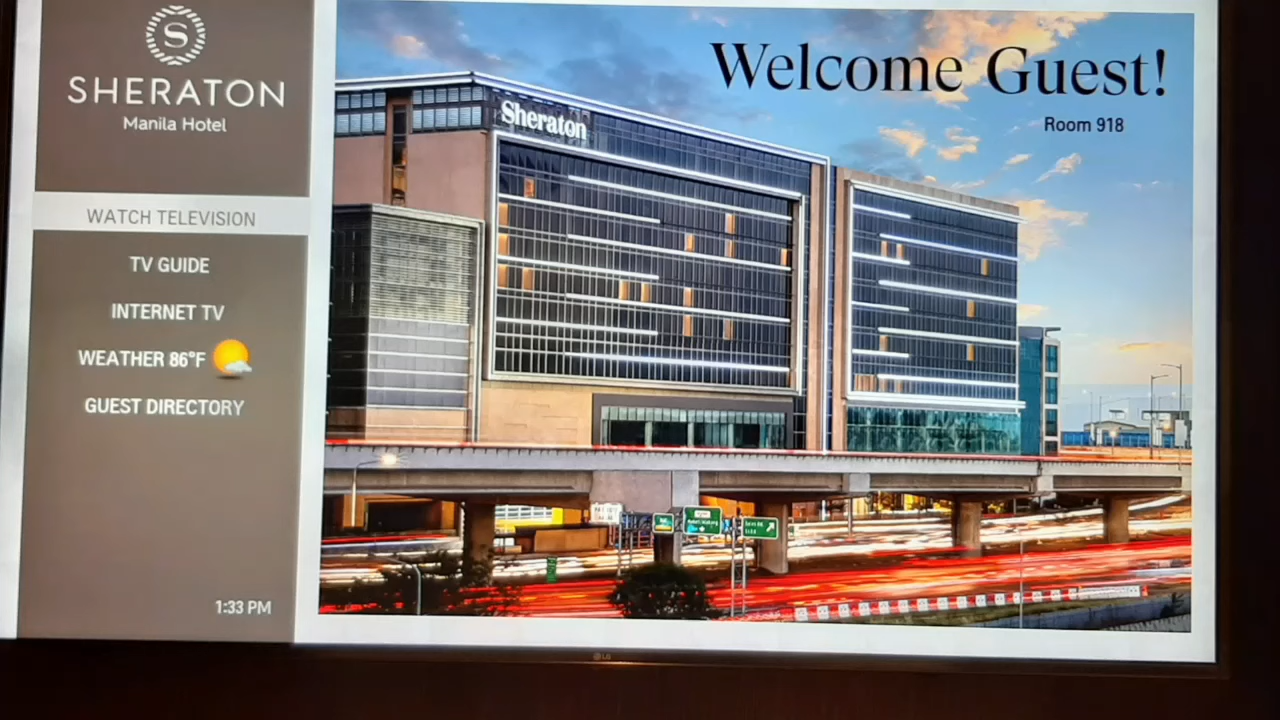 S
SHERATON
Manila Hotel
WATCH TELEVISION
TV GUIDE
INTERNET TV
WEATHER 86°F
GUEST DIRECTORY
1:33 PM
Welcome Guest!
Room 918
Sheraton
LG